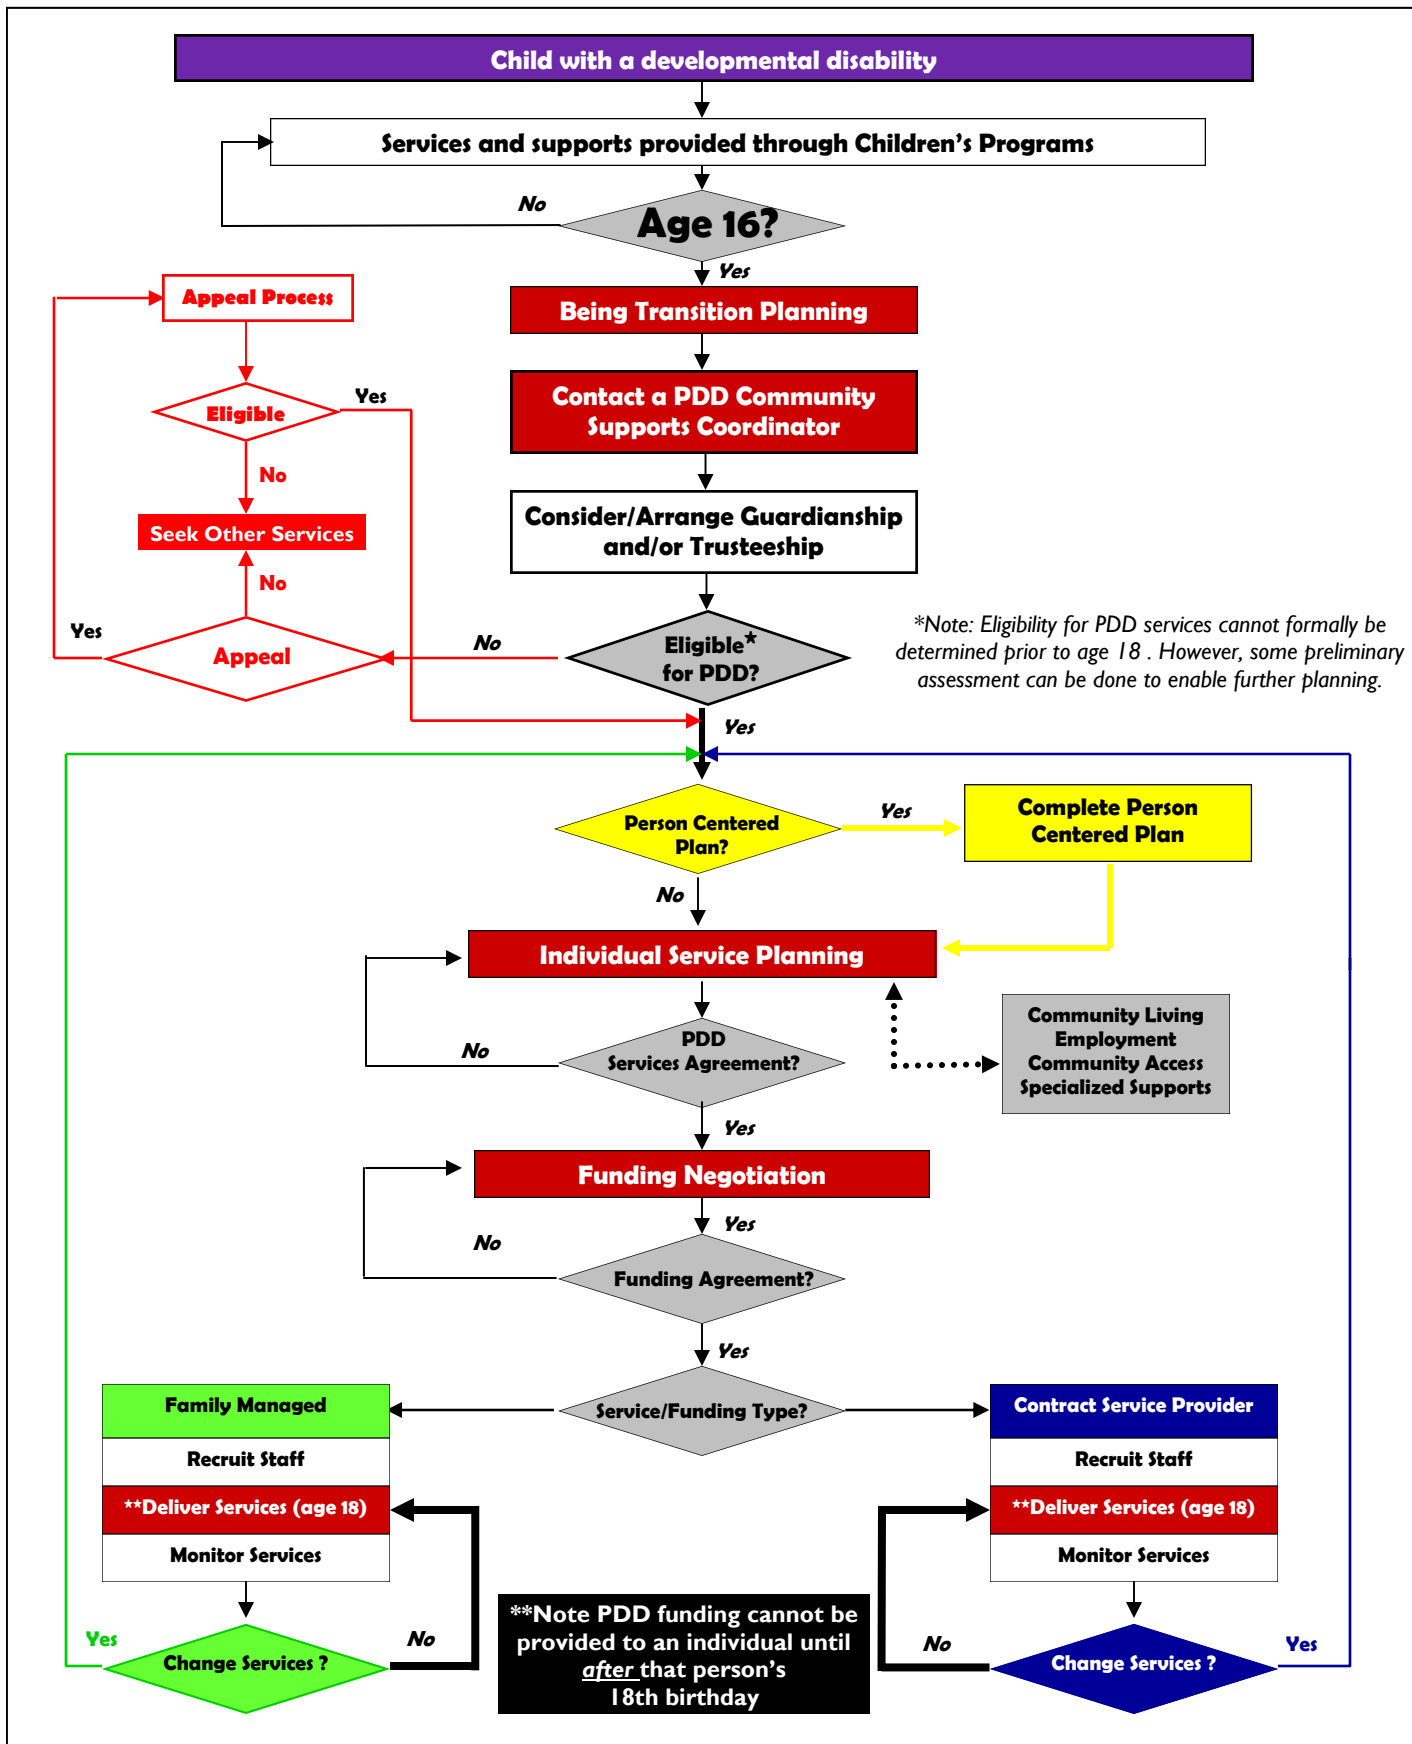 Child with a developmental disability
Services and supports provided through Children's Programs
No
Age 16?
Yes
Appeal Process
Being Transition Planning
Eligible
Yes
Contact a PDD Community
Supports Coordinator
No
Seek Other Services
Consider/Arrange Guardianship
and/or Trusteeship
No
Yes
Appeal
No
Eligible*
for PDD?
*Note: Eligibility for PDD services cannot formally be
determined prior to age 18 . However, some preliminary
assessment can be done to enable further planning.
Yes
Person Centered
Plan?
Yes
Complete Person
Centered Plan
No
Individual Service Planning
No
PDD
Services Agreement?
Community Living
Employment
Community Access
Specialized Supports
Yes
Funding Negotiation
Yes
No
Funding Agreement?
Yes
Family Managed
Service/Funding Type?
Contract Service Provider
Recruit Staff
Recruit Staff
**Deliver Services (age 18)
**Deliver Services (age 18)
Monitor Services
Monitor Services
**Note PDD funding cannot be
provided to an individual until
after that person's
18th birthday
Yes
Change Services ?
No
No
Change Services ?
Yes